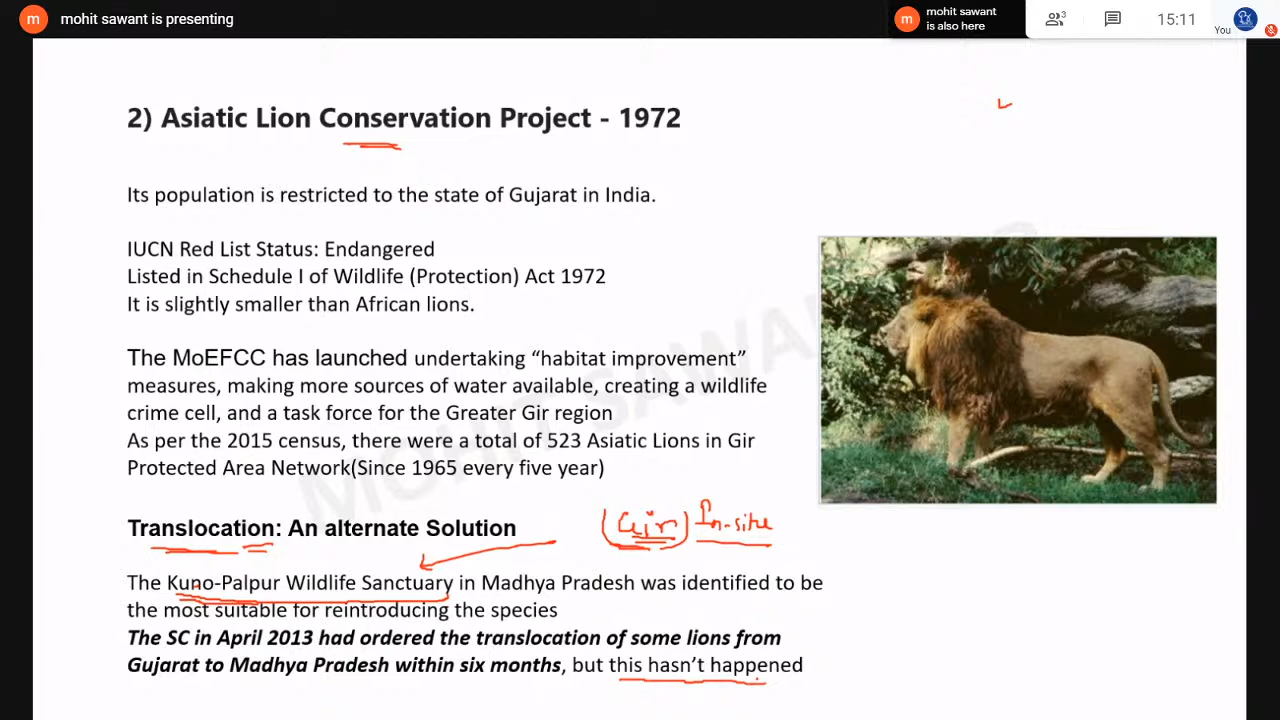 m
mohit sawant is presenting
m
mohit sawant
is also here
3
15:11
You
2) Asiatic Lion Conservation Project - 1972
Its population is restricted to the state of Gujarat in India.
IUCN Red List Status: Endangered
Listed in Schedule I of Wildlife (Protection) Act 1972
It is slightly smaller than African lions.
The MoEFCC has launched undertaking “habitat improvement”
measures, making more sources of water available, creating a wildlife
crime cell, and a task force for the Greater Gir region
As per the 2015 census, there were a total of 523 Asiatic Lions in Gir
Protected Area Network(Since 1965 every five year)
MOHIT SAWA
Translocation: An alternate Solution
(Gir) In-site
The Kuno-Palpur Wildlife Sanctuary in Madhya Pradesh was identified to be
the most suitable for reintroducing the species
The SC in April 2013 had ordered the translocation of some lions from
Gujarat to Madhya Pradesh within six months, but this hasn’t happened